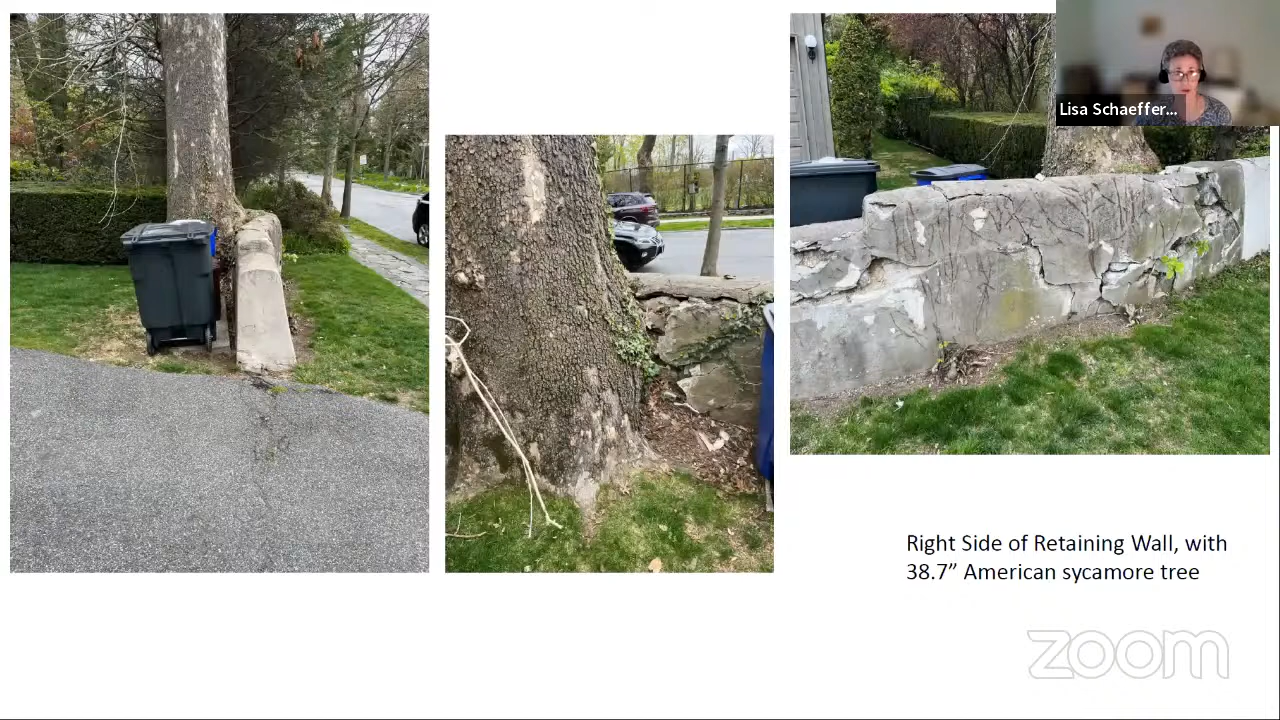 Lisa Schaeffer...
Right Side of Retaining Wall, with
38.7” American sycamore tree
zoom